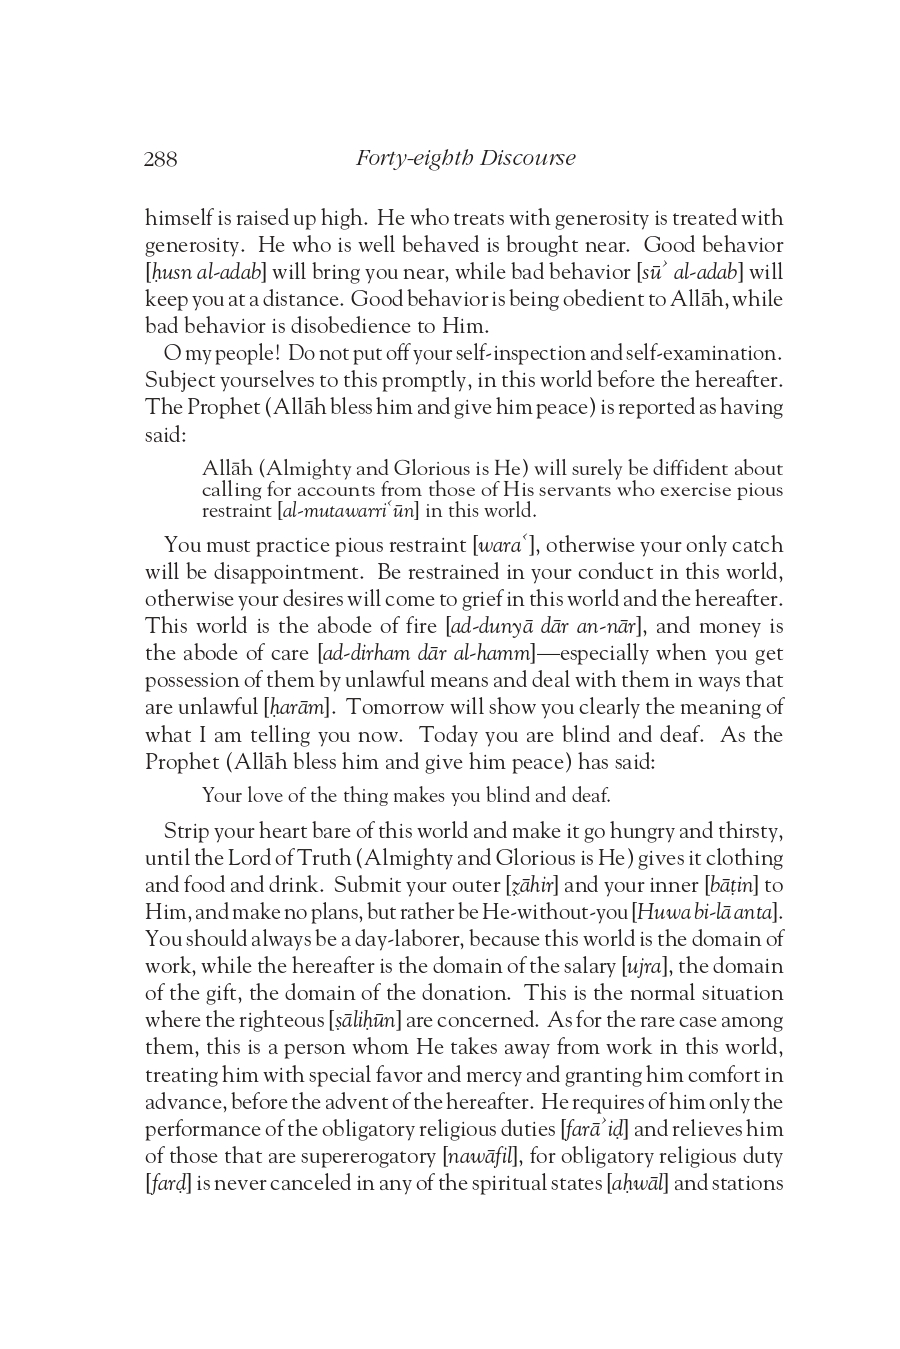 288 Forty-eighth Discourse
himself is raised up high. He who treats with generosity is treated with
generosity. He who is well behaved is brought near. Good behavior
[ḥusn al-adab] will bring you near, while bad behavior [sūʾ al-adab] will
keep you at a distance. Good behavior is being obedient to Allāh, while
bad behavior is disobedience to Him.
O my people! Do not put off your self-inspection and self-examination.
Subject yourselves to this promptly, in this world before the hereafter.
The Prophet (Allāh bless him and give him peace) is reported as having
said:
Allāh (Almighty and Glorious is He) will surely be diffident about
calling for accounts from those of His servants who exercise pious
restraint [al-mutawarriʿūn] in this world.
You must practice pious restraint [waraʿ], otherwise your only catch
will be disappointment. Be restrained in your conduct in this world,
otherwise your desires will come to grief in this world and the hereafter.
This world is the abode of fire [ad-dunyā dār an-nār], and money is
the abode of care [ad-dirham dār al-hamm]—especially when you get
possession of them by unlawful means and deal with them in ways that
are unlawful [ḥarām]. Tomorrow will show you clearly the meaning of
what I am telling you now. Today you are blind and deaf. As the
Prophet (Allāh bless him and give him peace) has said:
Your love of the thing makes you blind and deaf.
Strip your heart bare of this world and make it go hungry and thirsty,
until the Lord of Truth (Almighty and Glorious is He) gives it clothing
and food and drink. Submit your outer [ẓāhir] and your inner [bāṭin] to
Him, and make no plans, but rather be He-without-you [Huwa bi-lā anta].
You should always be a day-laborer, because this world is the domain of
work, while the hereafter is the domain of the salary [ujra], the domain
of the gift, the domain of the donation. This is the normal situation
where the righteous [ṣāliḥūn] are concerned. As for the rare case among
them, this is a person whom He takes away from work in this world,
treating him with special favor and mercy and granting him comfort in
advance, before the advent of the hereafter. He requires of him only the
performance of the obligatory religious duties [farāʾiḍ] and relieves him
of those that are supererogatory [nawāfil], for obligatory religious duty
[farḍ] is never canceled in any of the spiritual states [aḥwāl] and stations